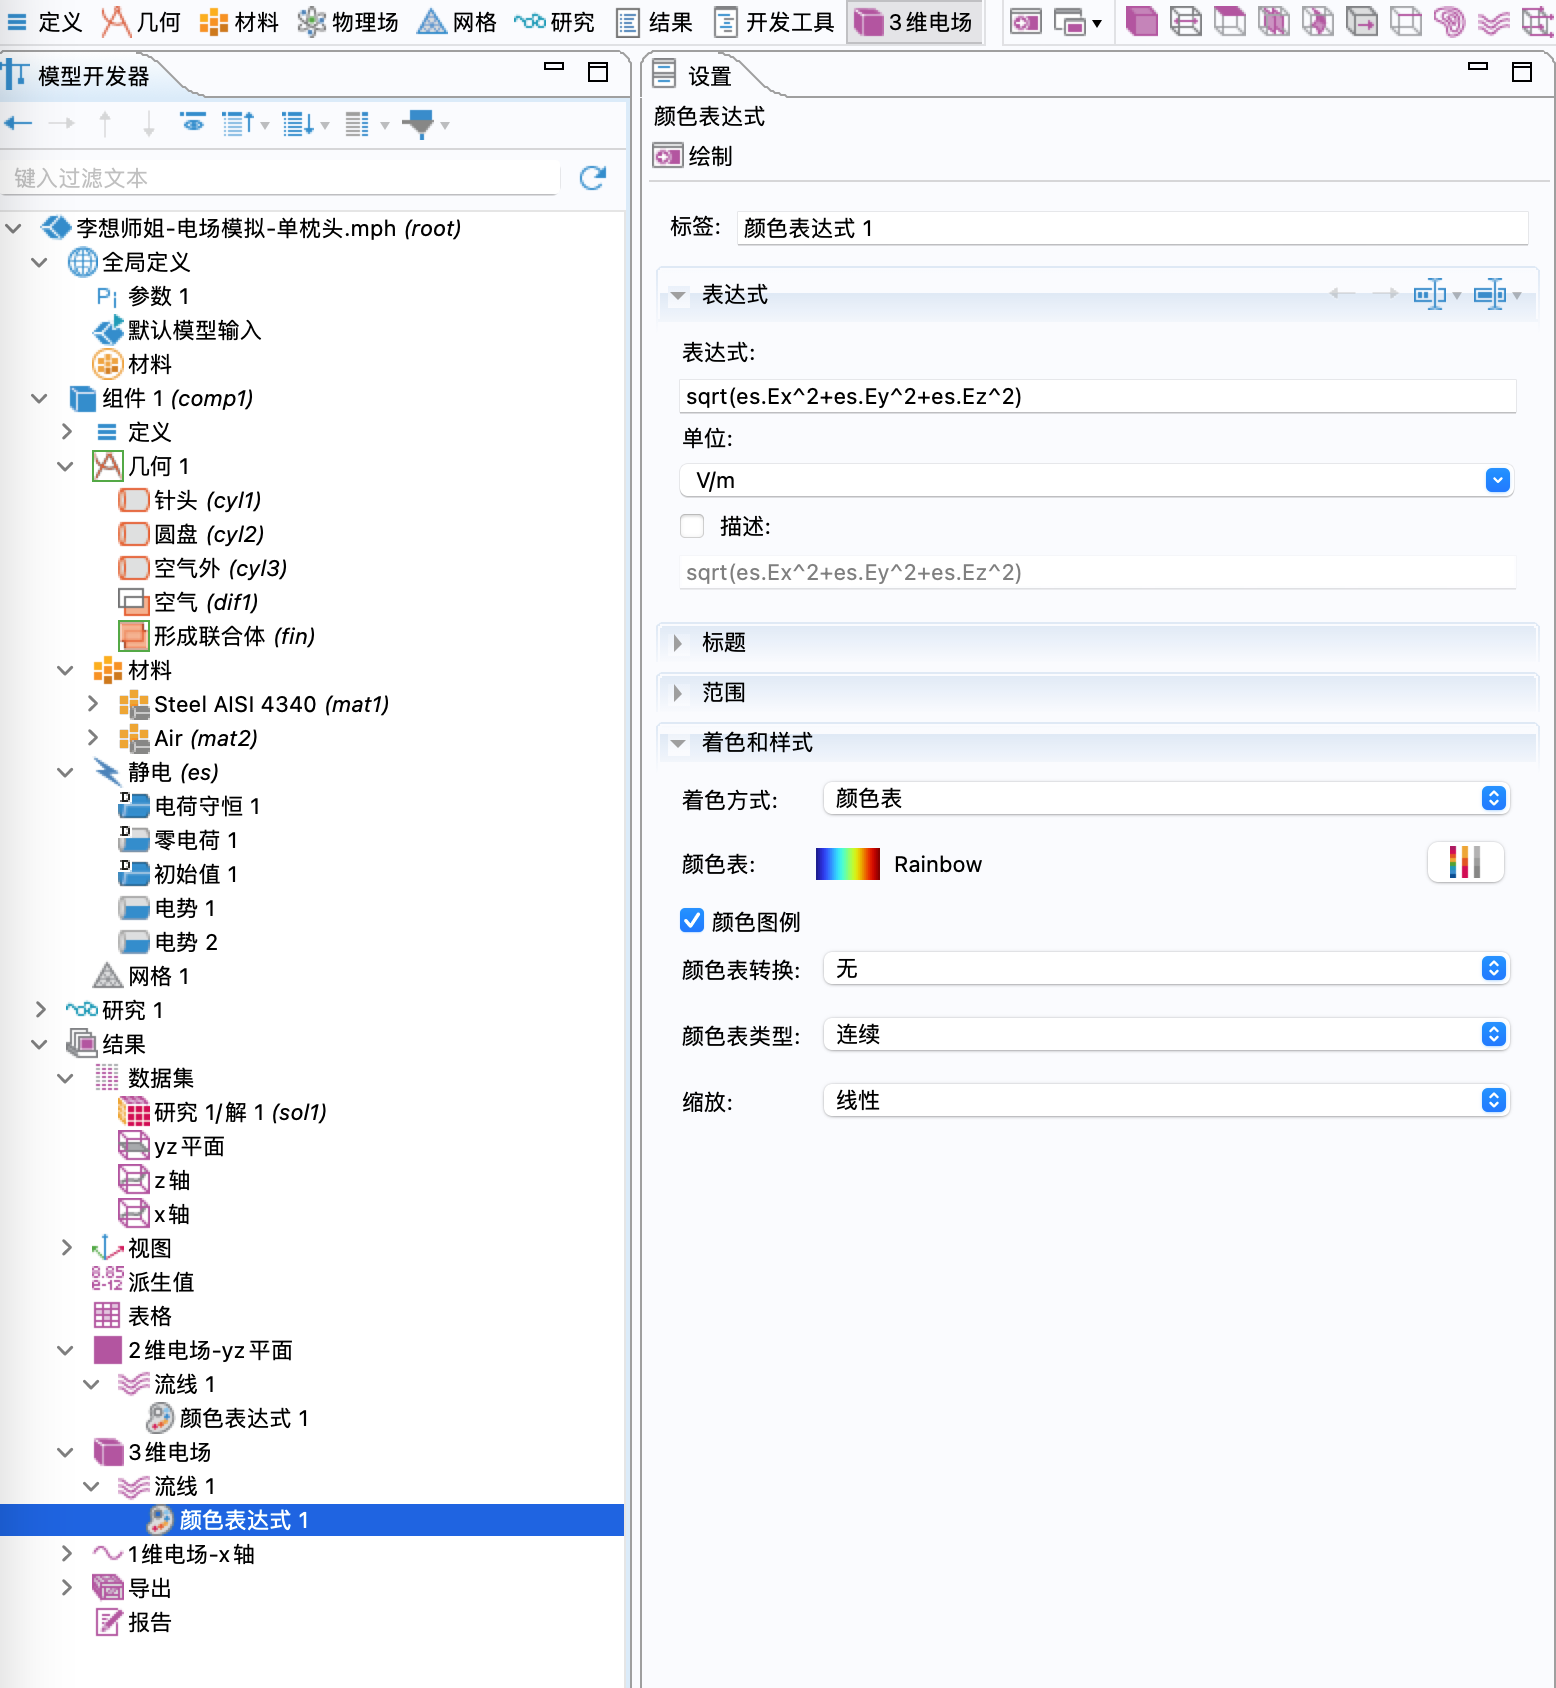 定义 几何 材料 物理场 网格 研究 结果 开发工具 3维电场
模型开发器
键入过滤文本
李想师姐-电场模拟-单枕头.mph (root)
全局定义
Pi 参数 1
默认模型输入
材料
组件 1 (comp1)
定义
几何 1
针头 (cyl1)
圆盘 (cyl2)
空气外 (cyl3)
空气 (dif1)
形成联合体 (fin)
材料
Steel AISI 4340 (mat1)
Air (mat2)
静电 (es)
D 电荷守恒 1
D 零电荷 1
D 初始值 1
电势 1
电势 2
网格 1
研究 1
结果
数据集
研究 1/解 1 (sol1)
yz平面
z轴
x轴
视图
8.85
e-12 派生值
表格
2维电场-yz平面
流线 1
颜色表达式 1
3维电场
流线 1
颜色表达式 1
1维电场-x轴
导出
报告
设置
颜色表达式
绘制
标签: 颜色表达式 1
表达式
表达式:
sqrt(es.Ex^2+es.Ey^2+es.Ez^2)
单位:
V/m
描述:
sqrt(es.Ex^2+es.Ey^2+es.Ez^2)
标题
范围
着色和样式
着色方式: 颜色表
颜色表: Rainbow
颜色图例
颜色表转换: 无
颜色表类型: 连续
缩放: 线性